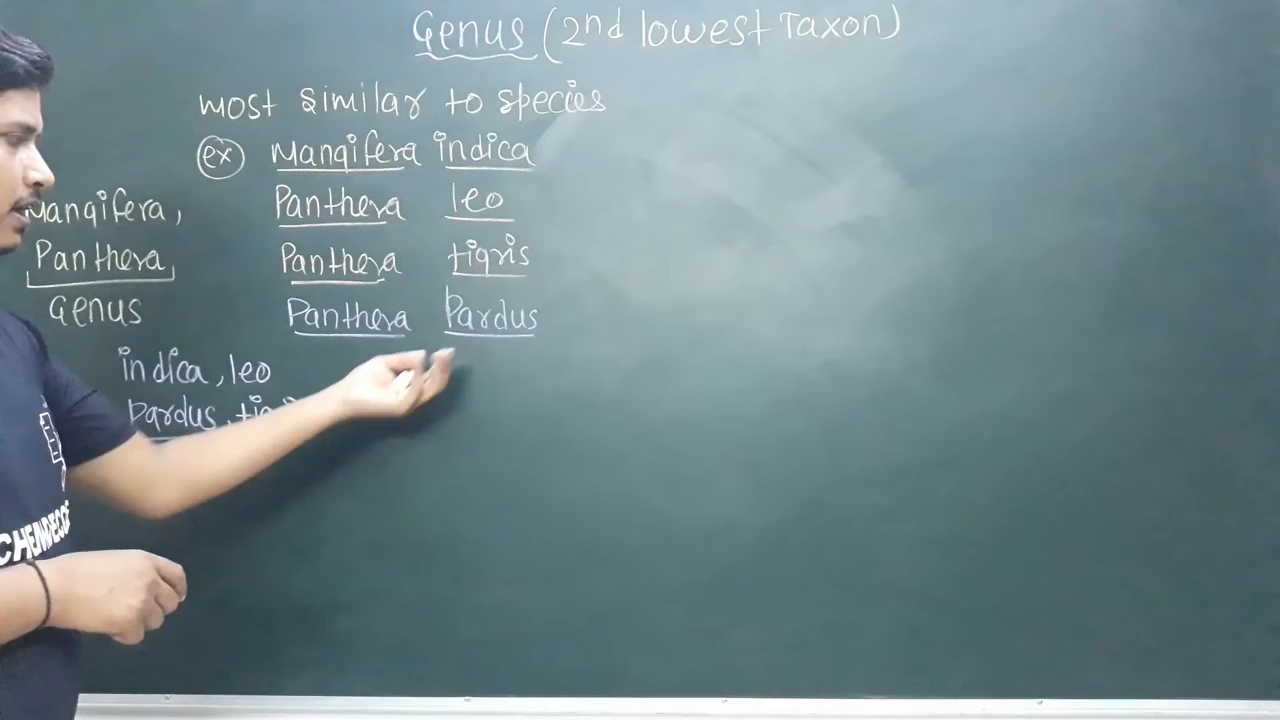 Genus (2nd lowest Taxon)
most similar to species
ex Mangifera indica
Panthera leo
Panthera tigris
Panthera Pardus
Mangifera,
Panthera
Genus
indica, leo
Pardus,